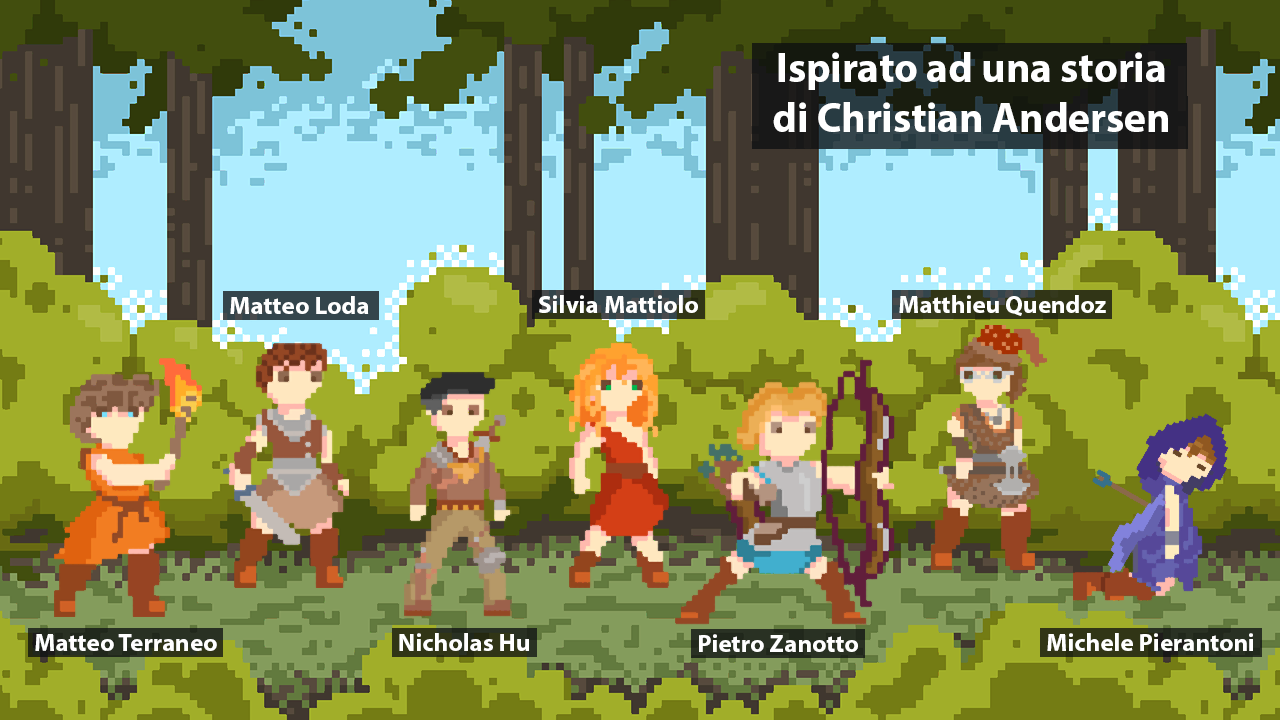 Ispirato ad una storia
di Christian Andersen
Matteo Loda
Silvia Mattiolo
Matthieu Quendoz
Matteo Terraneo
Nicholas Hu
Pietro Zanotto
Michele Pierantoni